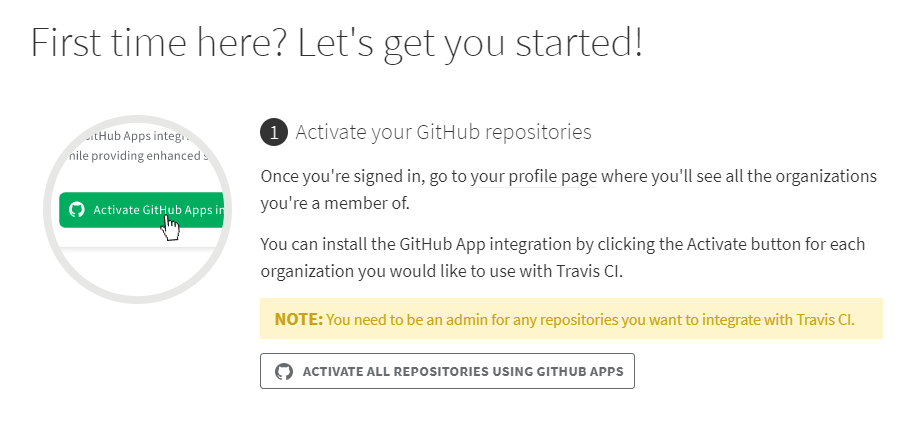 First time here? Let's get you started!
GitHub Apps integr
while providing enhanced s
Activate GitHub Apps in
1 Activate your GitHub repositories
Once you're signed in, go to your profile page where you'll see all the organizations
you're a member of.
You can install the GitHub App integration by clicking the Activate button for each
organization you would like to use with Travis CI.
NOTE: You need to be an admin for any repositories you want to integrate with Travis CI.
ACTIVATE ALL REPOSITORIES USING GITHUB APPS